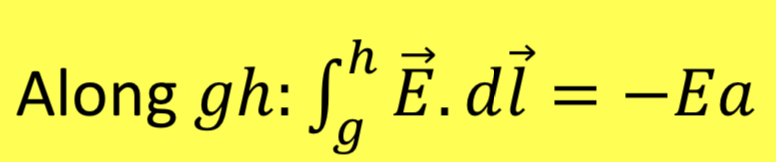 Along gh: ∫_g^h E⃗. dl⃗ = −Ea